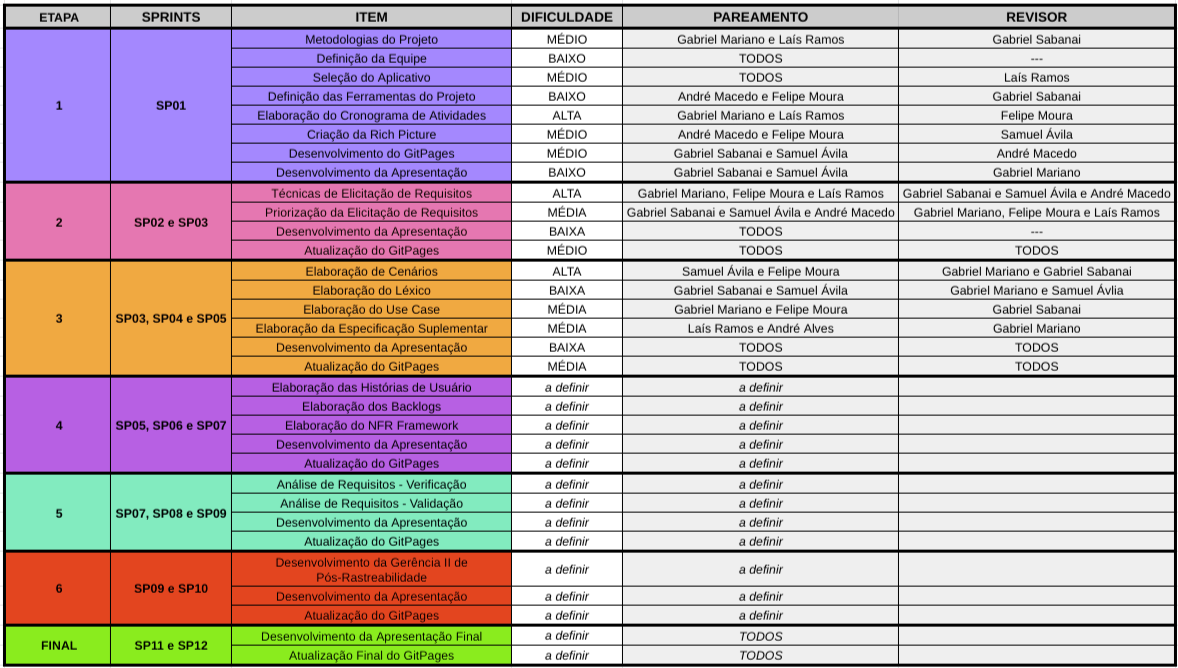 ETAPA SPRINTS ITEM DIFICULDADE PAREAMENTO REVISOR
1 SP01
Metodologias do Projeto MÉDIO Gabriel Mariano e Laís Ramos Gabriel Sabanai
Definição da Equipe BAIXO TODOS ---
Seleção do Aplicativo MÉDIO TODOS Laís Ramos
Definição das Ferramentas do Projeto BAIXO André Macedo e Felipe Moura Gabriel Sabanai
Elaboração do Cronograma de Atividades ALTA Gabriel Mariano e Laís Ramos Felipe Moura
Criação da Rich Picture MÉDIO André Macedo e Felipe Moura Samuel Ávila
Desenvolvimento do GitPages MÉDIO Gabriel Sabanai e Samuel Ávila André Macedo
Desenvolvimento da Apresentação BAIXO Gabriel Sabanai e Samuel Ávila Gabriel Mariano
2 SP02 e SP03
Técnicas de Elicitação de Requisitos ALTA Gabriel Mariano, Felipe Moura e Laís Ramos Gabriel Sabanai e Samuel Ávila e André Macedo
Priorização da Elicitação de Requisitos MÉDIA Gabriel Sabanai e Samuel Ávila e André Macedo Gabriel Mariano, Felipe Moura e Laís Ramos
Desenvolvimento da Apresentação BAIXA TODOS ---
Atualização do GitPages MÉDIO TODOS TODOS
3 SP03, SP04 e SP05
Elaboração de Cenários ALTA Samuel Ávila e Felipe Moura Gabriel Mariano e Gabriel Sabanai
Elaboração do Léxico BAIXA Gabriel Sabanai e Samuel Ávila Gabriel Mariano e Samuel Ávlia
Elaboração do Use Case MÉDIA Gabriel Mariano e Felipe Moura Gabriel Sabanai
Elaboração da Especificação Suplementar MÉDIA Laís Ramos e André Alves Gabriel Mariano
Desenvolvimento da Apresentação BAIXA TODOS TODOS
Atualização do GitPages MÉDIA TODOS TODOS
4 SP05, SP06 e SP07
Elaboração das Histórias de Usuário a definir a definir
Elaboração dos Backlogs a definir a definir
Elaboração do NFR Framework a definir a definir
Desenvolvimento da Apresentação a definir a definir
Atualização do GitPages a definir a definir
5 SP07, SP08 e SP09
Análise de Requisitos - Verificação a definir a definir
Análise de Requisitos - Validação a definir a definir
Desenvolvimento da Apresentação a definir a definir
Atualização do GitPages a definir a definir
6 SP09 e SP10
Desenvolvimento da Gerência II de
Pós-Rastreabilidade a definir a definir
Desenvolvimento da Apresentação a definir a definir
Atualização do GitPages a definir a definir
FINAL SP11 e SP12
Desenvolvimento da Apresentação Final a definir TODOS
Atualização Final do GitPages a definir TODOS